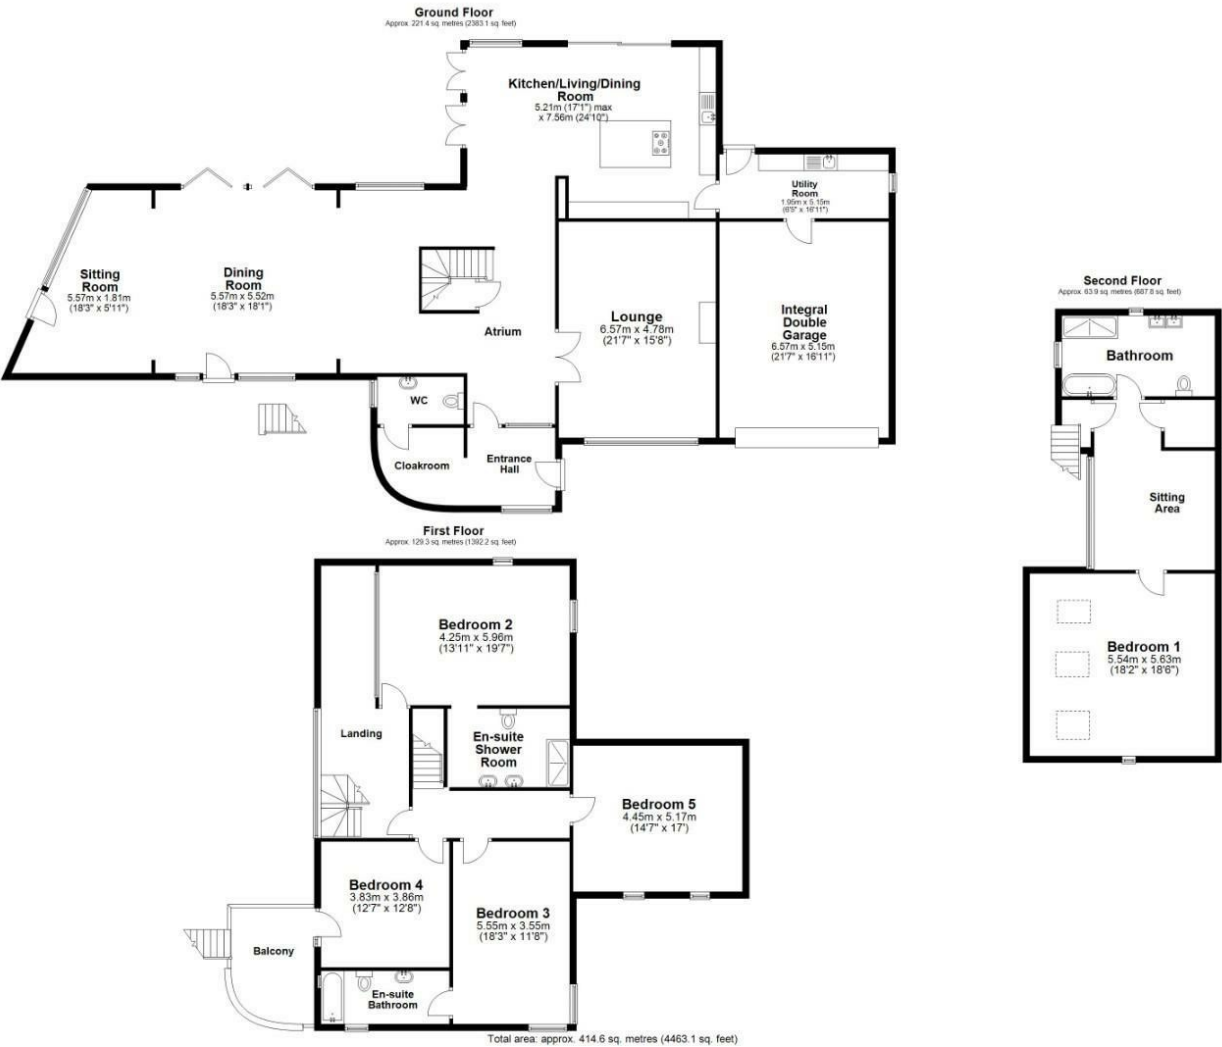 Ground Floor
Approx. 221.4 sq. metres (2383.1 sq. feet)
Kitchen/Living/Dining
Room
5.21m (17'1") max
x 7.56m (24'10")
Utility
Room
1.95m x 5.15m
(6'5" x 16'11")
Sitting
Room
5.57m x 1.81m
(18'3" x 5'11")
Dining
Room
5.57m x 5.52m
(18'3" x 18'1")
Atrium
Lounge
6.57m x 4.78m
(21'7" x 15'8")
Integral
Double
Garage
6.57m x 5.15m
(21'7" x 16'11")
WC
Cloakroom
Entrance
Hall
First Floor
Approx. 129.3 sq. metres (1392.2 sq. feet)
Bedroom 2
4.25m x 5.96m
(13'11" x 19'7")
Landing
En-suite
Shower
Room
Bedroom 5
4.45m x 5.17m
(14'7" x 17')
Bedroom 4
3.83m x 3.86m
(12'7" x 12'8")
Bedroom 3
5.55m x 3.55m
(18'3" x 11'8")
Balcony
En-suite
Bathroom
Second Floor
Approx. 63.9 sq. metres (687.8 sq. feet)
Bathroom
Sitting
Area
Bedroom 1
5.54m x 5.63m
(18'2" x 18'6")
Total area: approx. 414.6 sq. metres (4463.1 sq. feet)